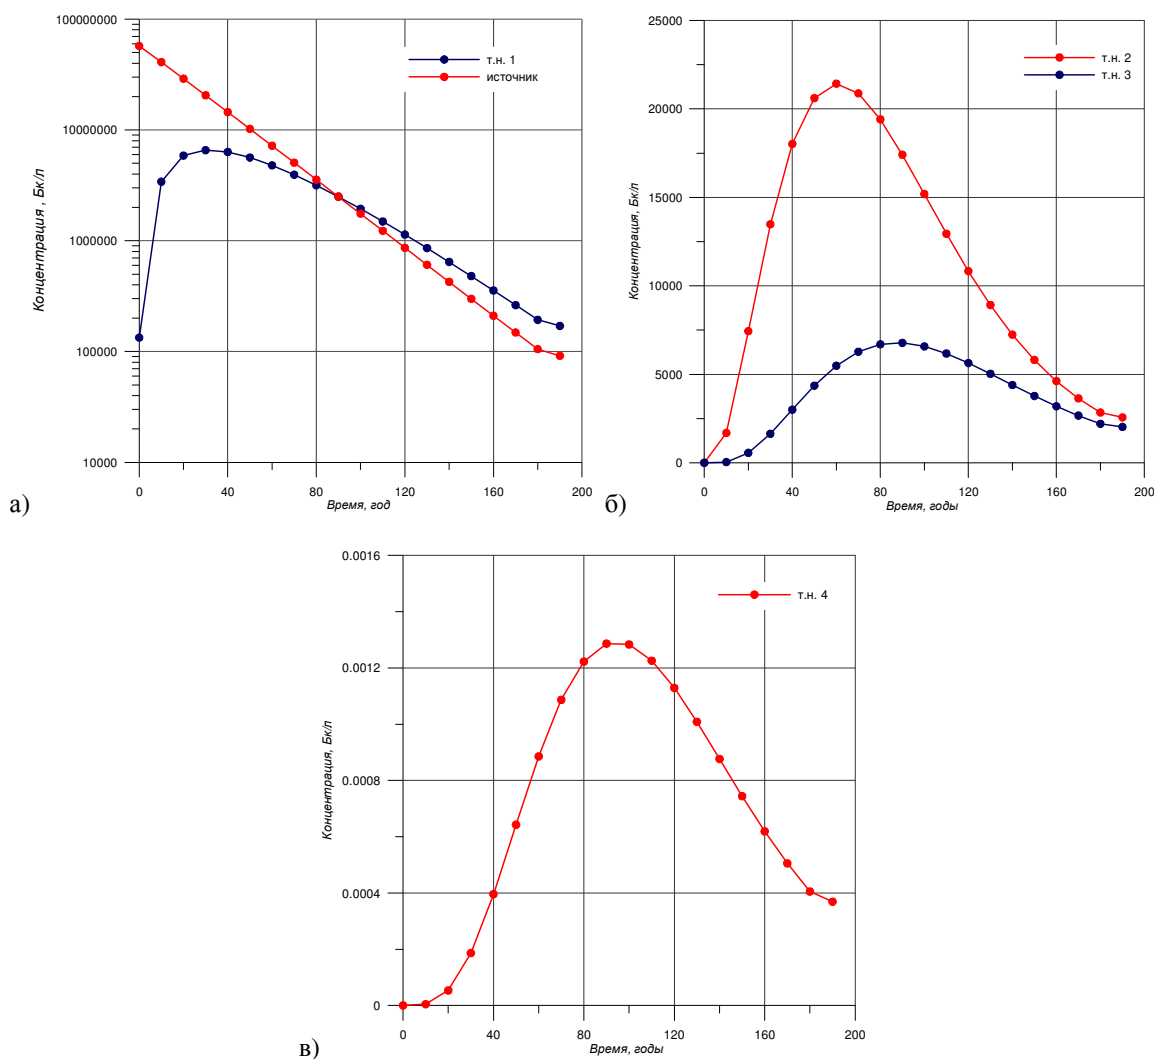 100000000
10000000
1000000
100000
10000
Концентрация , Бк/л
т.н. 1
источник
0
40
80
120
160
200
Время, год
а)
25000
20000
15000
10000
5000
0
Концентрация, Бк/л
т.н. 2
т.н. 3
0
40
80
120
160
200
Время, годы
б)
0.0016
0.0012
0.0008
0.0004
0
Концентрация, Бк/л
т.н. 4
0
40
80
120
160
200
Время, годы
в)